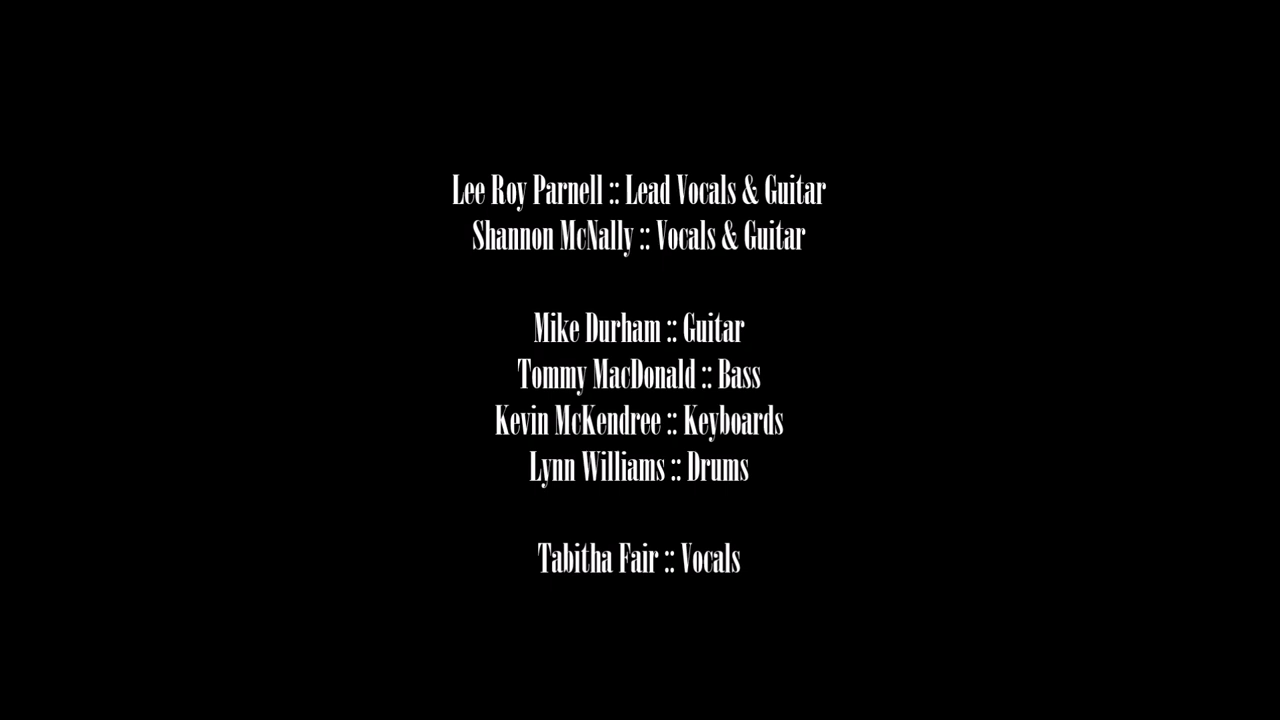 Lee Roy Parnell :: Lead Vocals & Guitar
Shannon McNally :: Vocals & Guitar
Mike Durham :: Guitar
Tommy MacDonald :: Bass
Kevin McKendree :: Keyboards
Lynn Williams :: Drums
Tabitha Fair :: Vocals